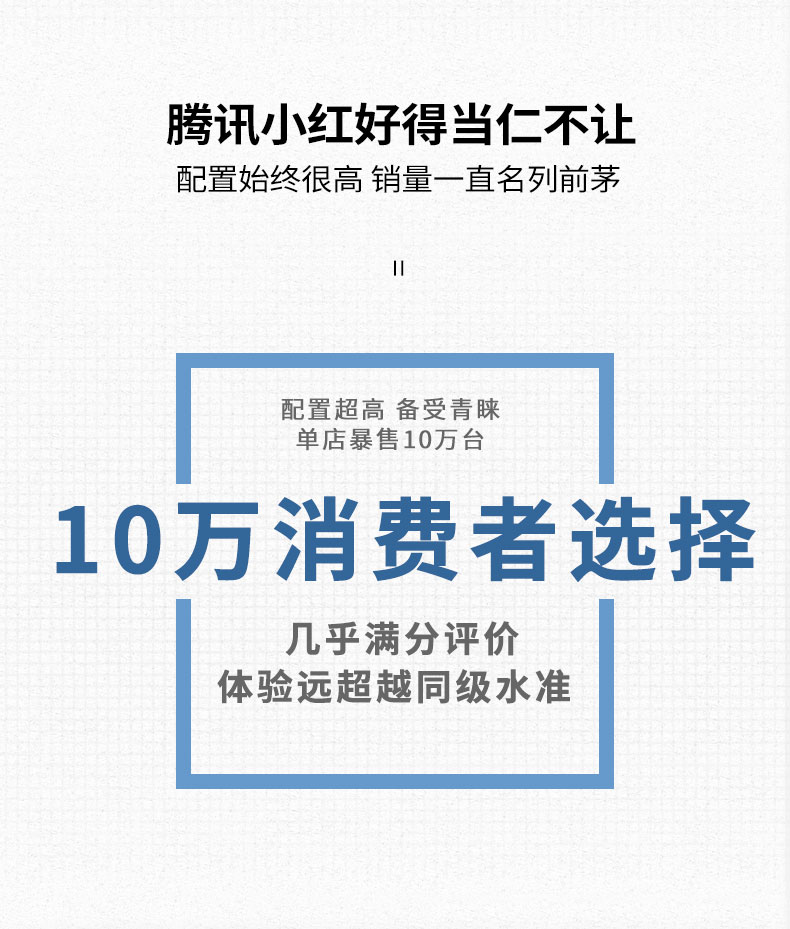 腾讯小红好得当仁不让
配置始终很高 销量一直名列前茅
配置超高 备受青睐
单店暴售10万台
10万消费者选择
几乎满分评价
体验远超越同级水准